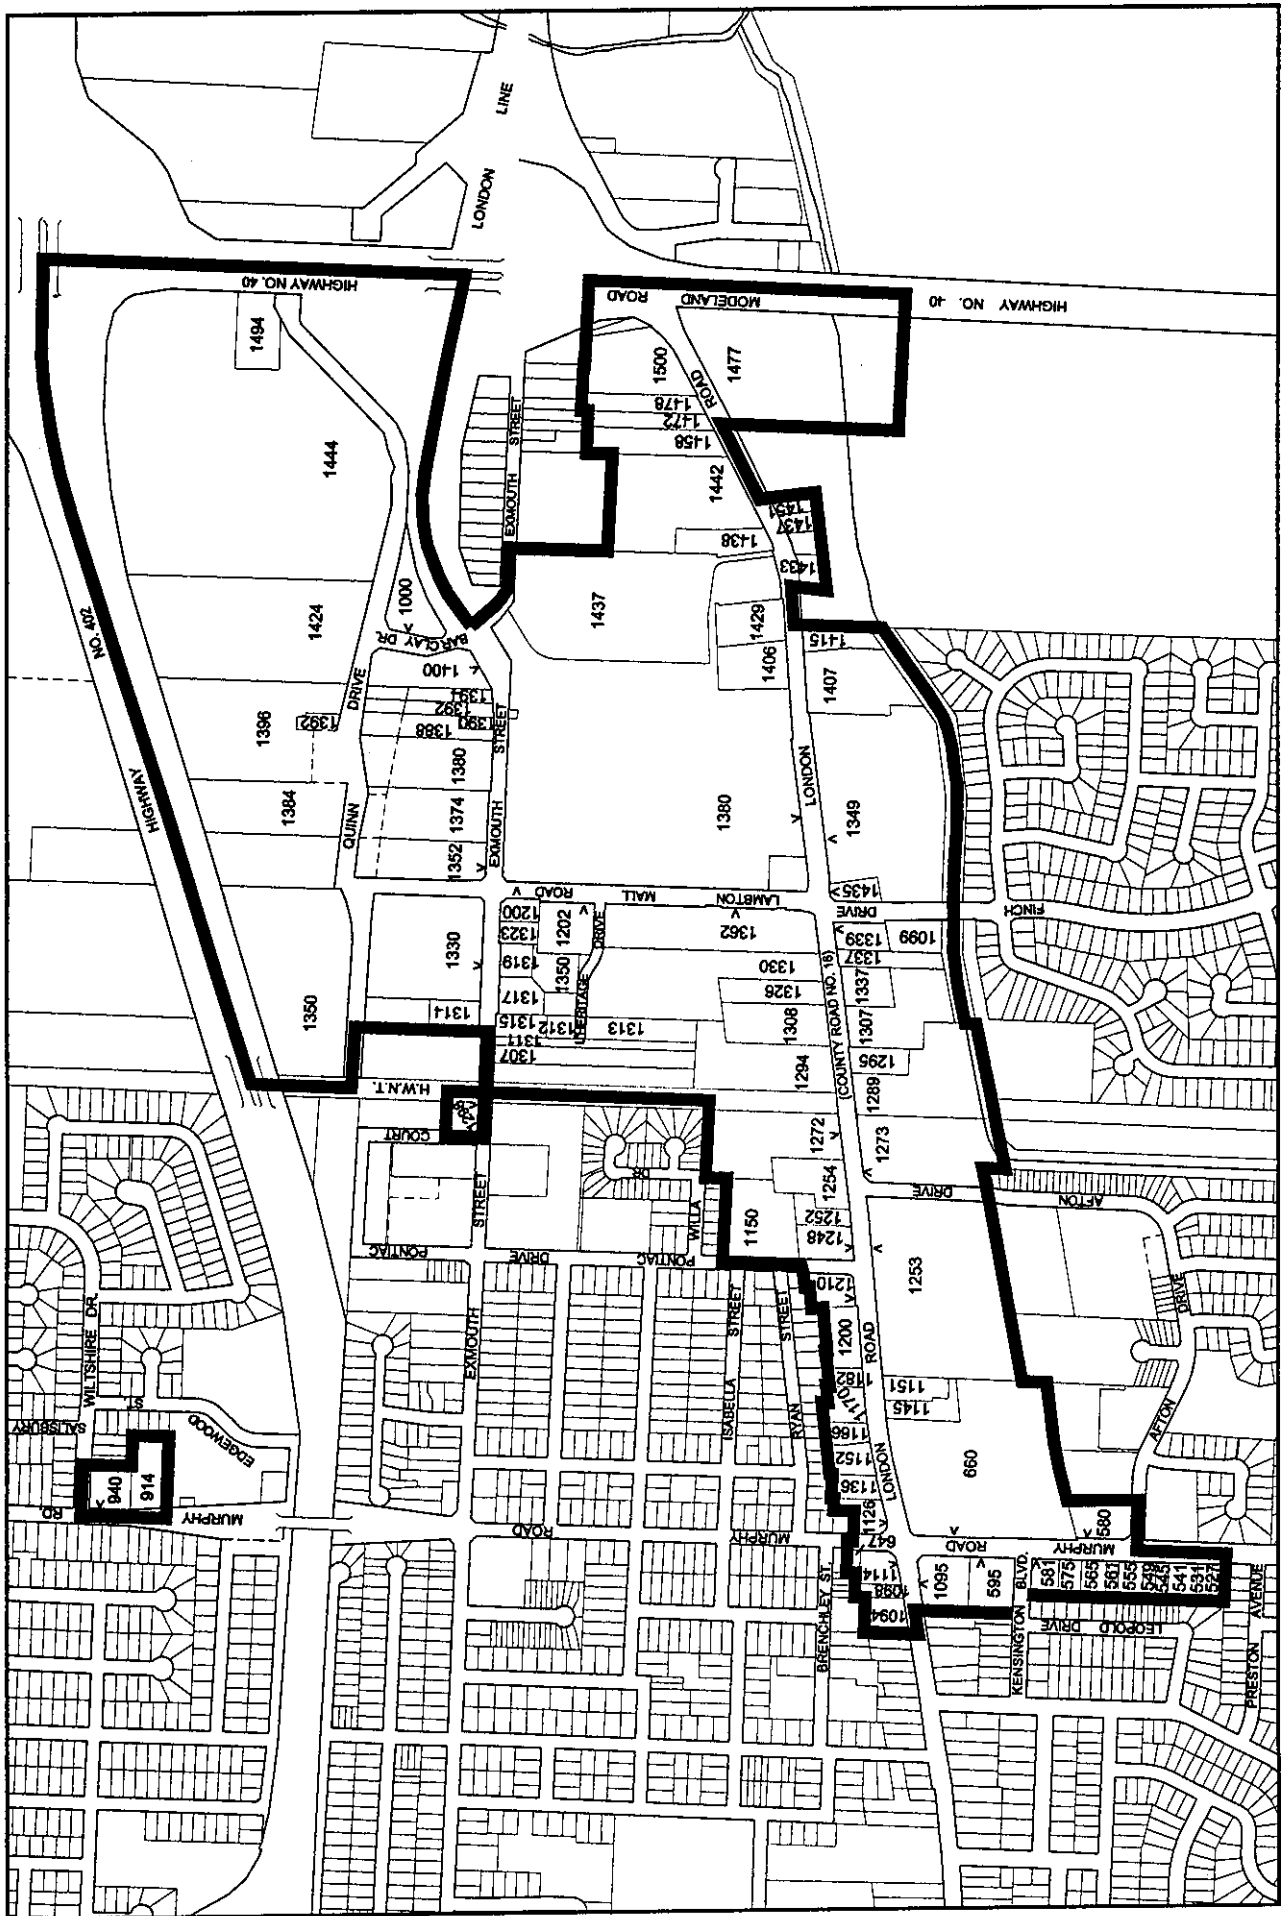 LONDON LINE
HIGHWAY NO. 40
HIGHWAY NO. 40
MODELAND ROAD
HIGHWAY NO. 402
1494
1444
1424
1396
1392
1384
1350
QUINN DRIVE
1000
BARCLAY DR.
1400
1394
1392
1390
1388
1380
1374
1352
EXMOUTH STREET
EXMOUTH STREET
1500
1478
1472
1458
1442
1438
1477
ROAD
1451
1437
1433
1437
1429
1406
1415
1407
1380
LONDON
1349
1435
LAMBTON MALL ROAD
FINCH DRIVE
1330
1314
1200
1323
1202
1319
1350
1317
1315
1312
1311
1307
1313
DRIVE
1362
1330
1326
1308
1294
(COUNTY ROAD NO. 16)
1339
1099
1337
1337
1307
1295
1289
1273
1272
1254
1252
1248
1150
H.W.N.T.
COURT
WILLA DR.
PONTIAC DRIVE PONTIAC
EXMOUTH STREET
AFTON DRIVE
1253
1210
1200
1182
1170
1166
1152
1136
1126
647
1114
1098
1094
LONDON ROAD
1151
1145
660
580
ISABELLA STREET
RYAN STREET
BRENCHLEY ST.
MURPHY ROAD
MURPHY ROAD
MURPHY RD.
WILTSHIRE DR.
SALISBURY ST.
EDGEWOOD
940
914
AFTON DRIVE
1095
595
KENSINGTON BLVD.
581
575
565
561
555
549
545
541
531
527
LEOPOLD DRIVE
PRESTON AVENUE